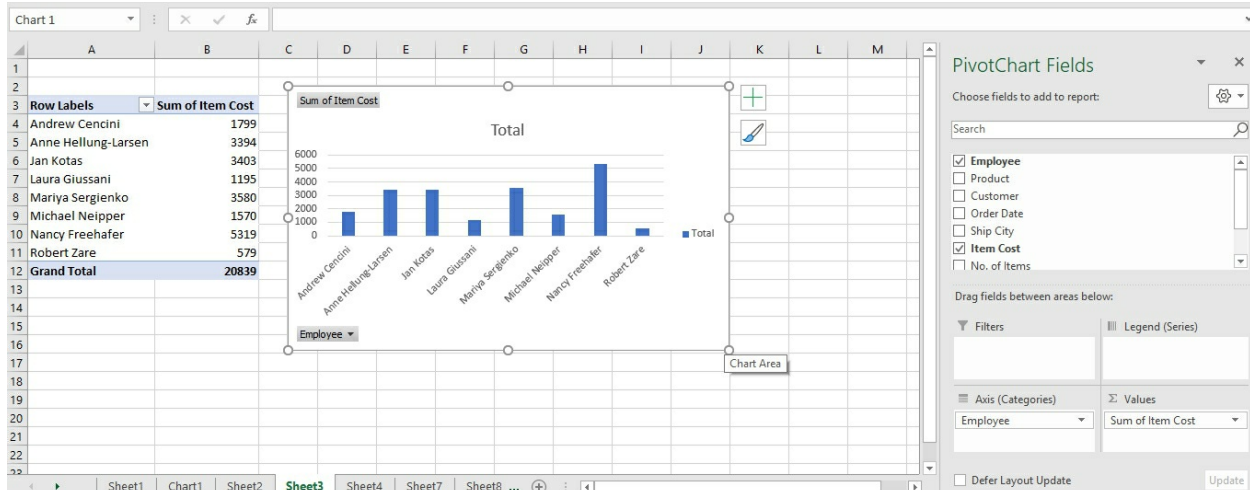 Chart 1
fx
A B C D E F G H I J K L M
1
2
3 Row Labels Sum of Item Cost
4 Andrew Cencini 1799
5 Anne Hellung-Larsen 3394
6 Jan Kotas 3403
7 Laura Giussani 1195
8 Mariya Sergienko 3580
9 Michael Neipper 1570
10 Nancy Freehafer 5319
11 Robert Zare 579
12 Grand Total 20839
13
14
15
16
17
18
19
20
21
22
23
Sum of Item Cost
Total
6000
5000
4000
3000
2000
1000
0
Andrew Cencini
Anne Hellung-Larsen
Jan Kotas
Laura Giussani
Mariya Sergienko
Michael Neipper
Nancy Freehafer
Robert Zare
Total
Employee
Chart Area
PivotChart Fields
Choose fields to add to report:
Search
Employee
Product
Customer
Order Date
Ship City
Item Cost
No. of Items
Drag fields between areas below:
Filters
Legend (Series)
Axis (Categories)
Σ Values
Employee
Sum of Item Cost
Defer Layout Update
Update
Sheet1 Chart1 Sheet2 Sheet3 Sheet4 Sheet7 Sheet8 ...